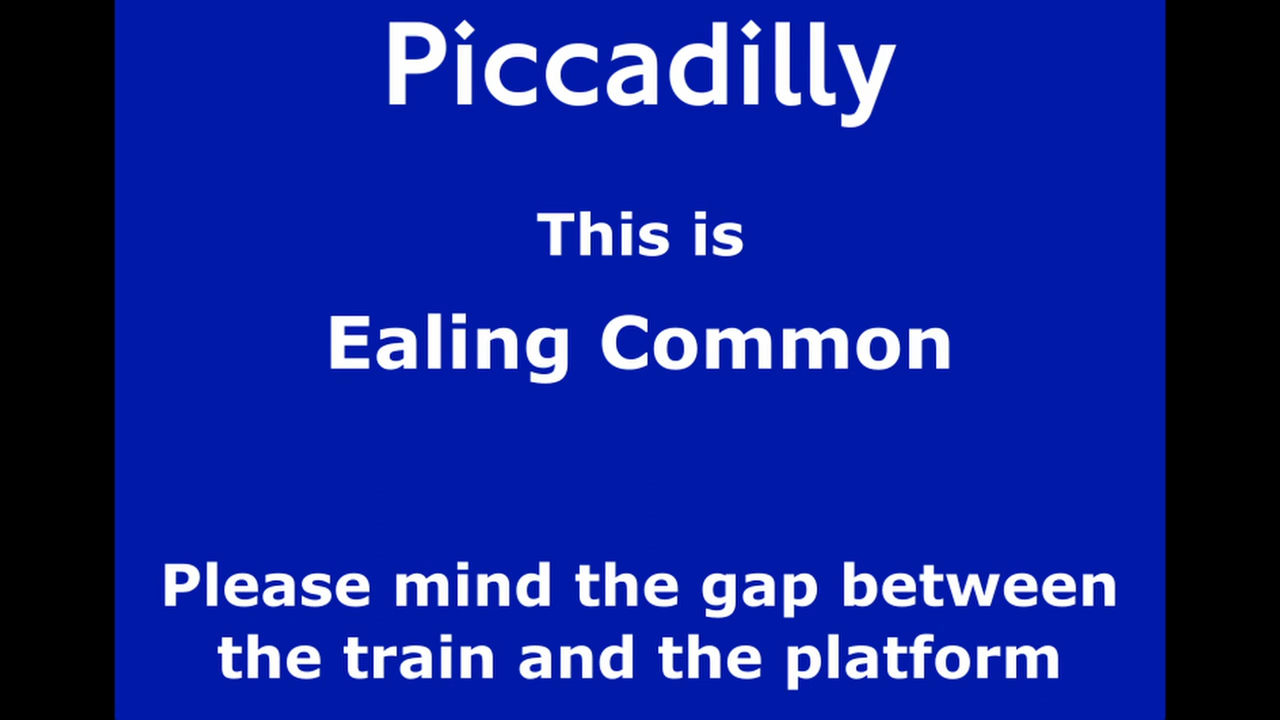 Piccadilly
This is
Ealing Common
Please mind the gap between
the train and the platform